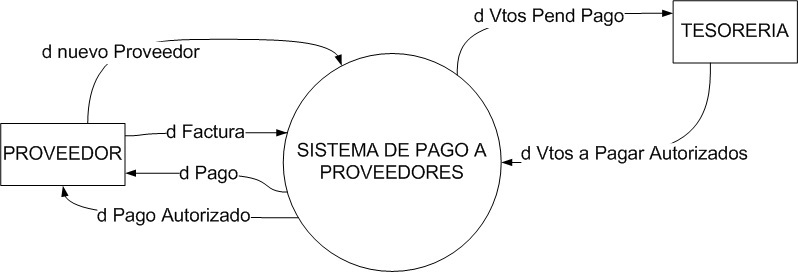 d Vtos Pend Pago
TESORERIA
d nuevo Proveedor
d Factura
PROVEEDOR
SISTEMA DE PAGO A
PROVEEDORES
d Vtos a Pagar Autorizados
d Pago
d Pago Autorizado